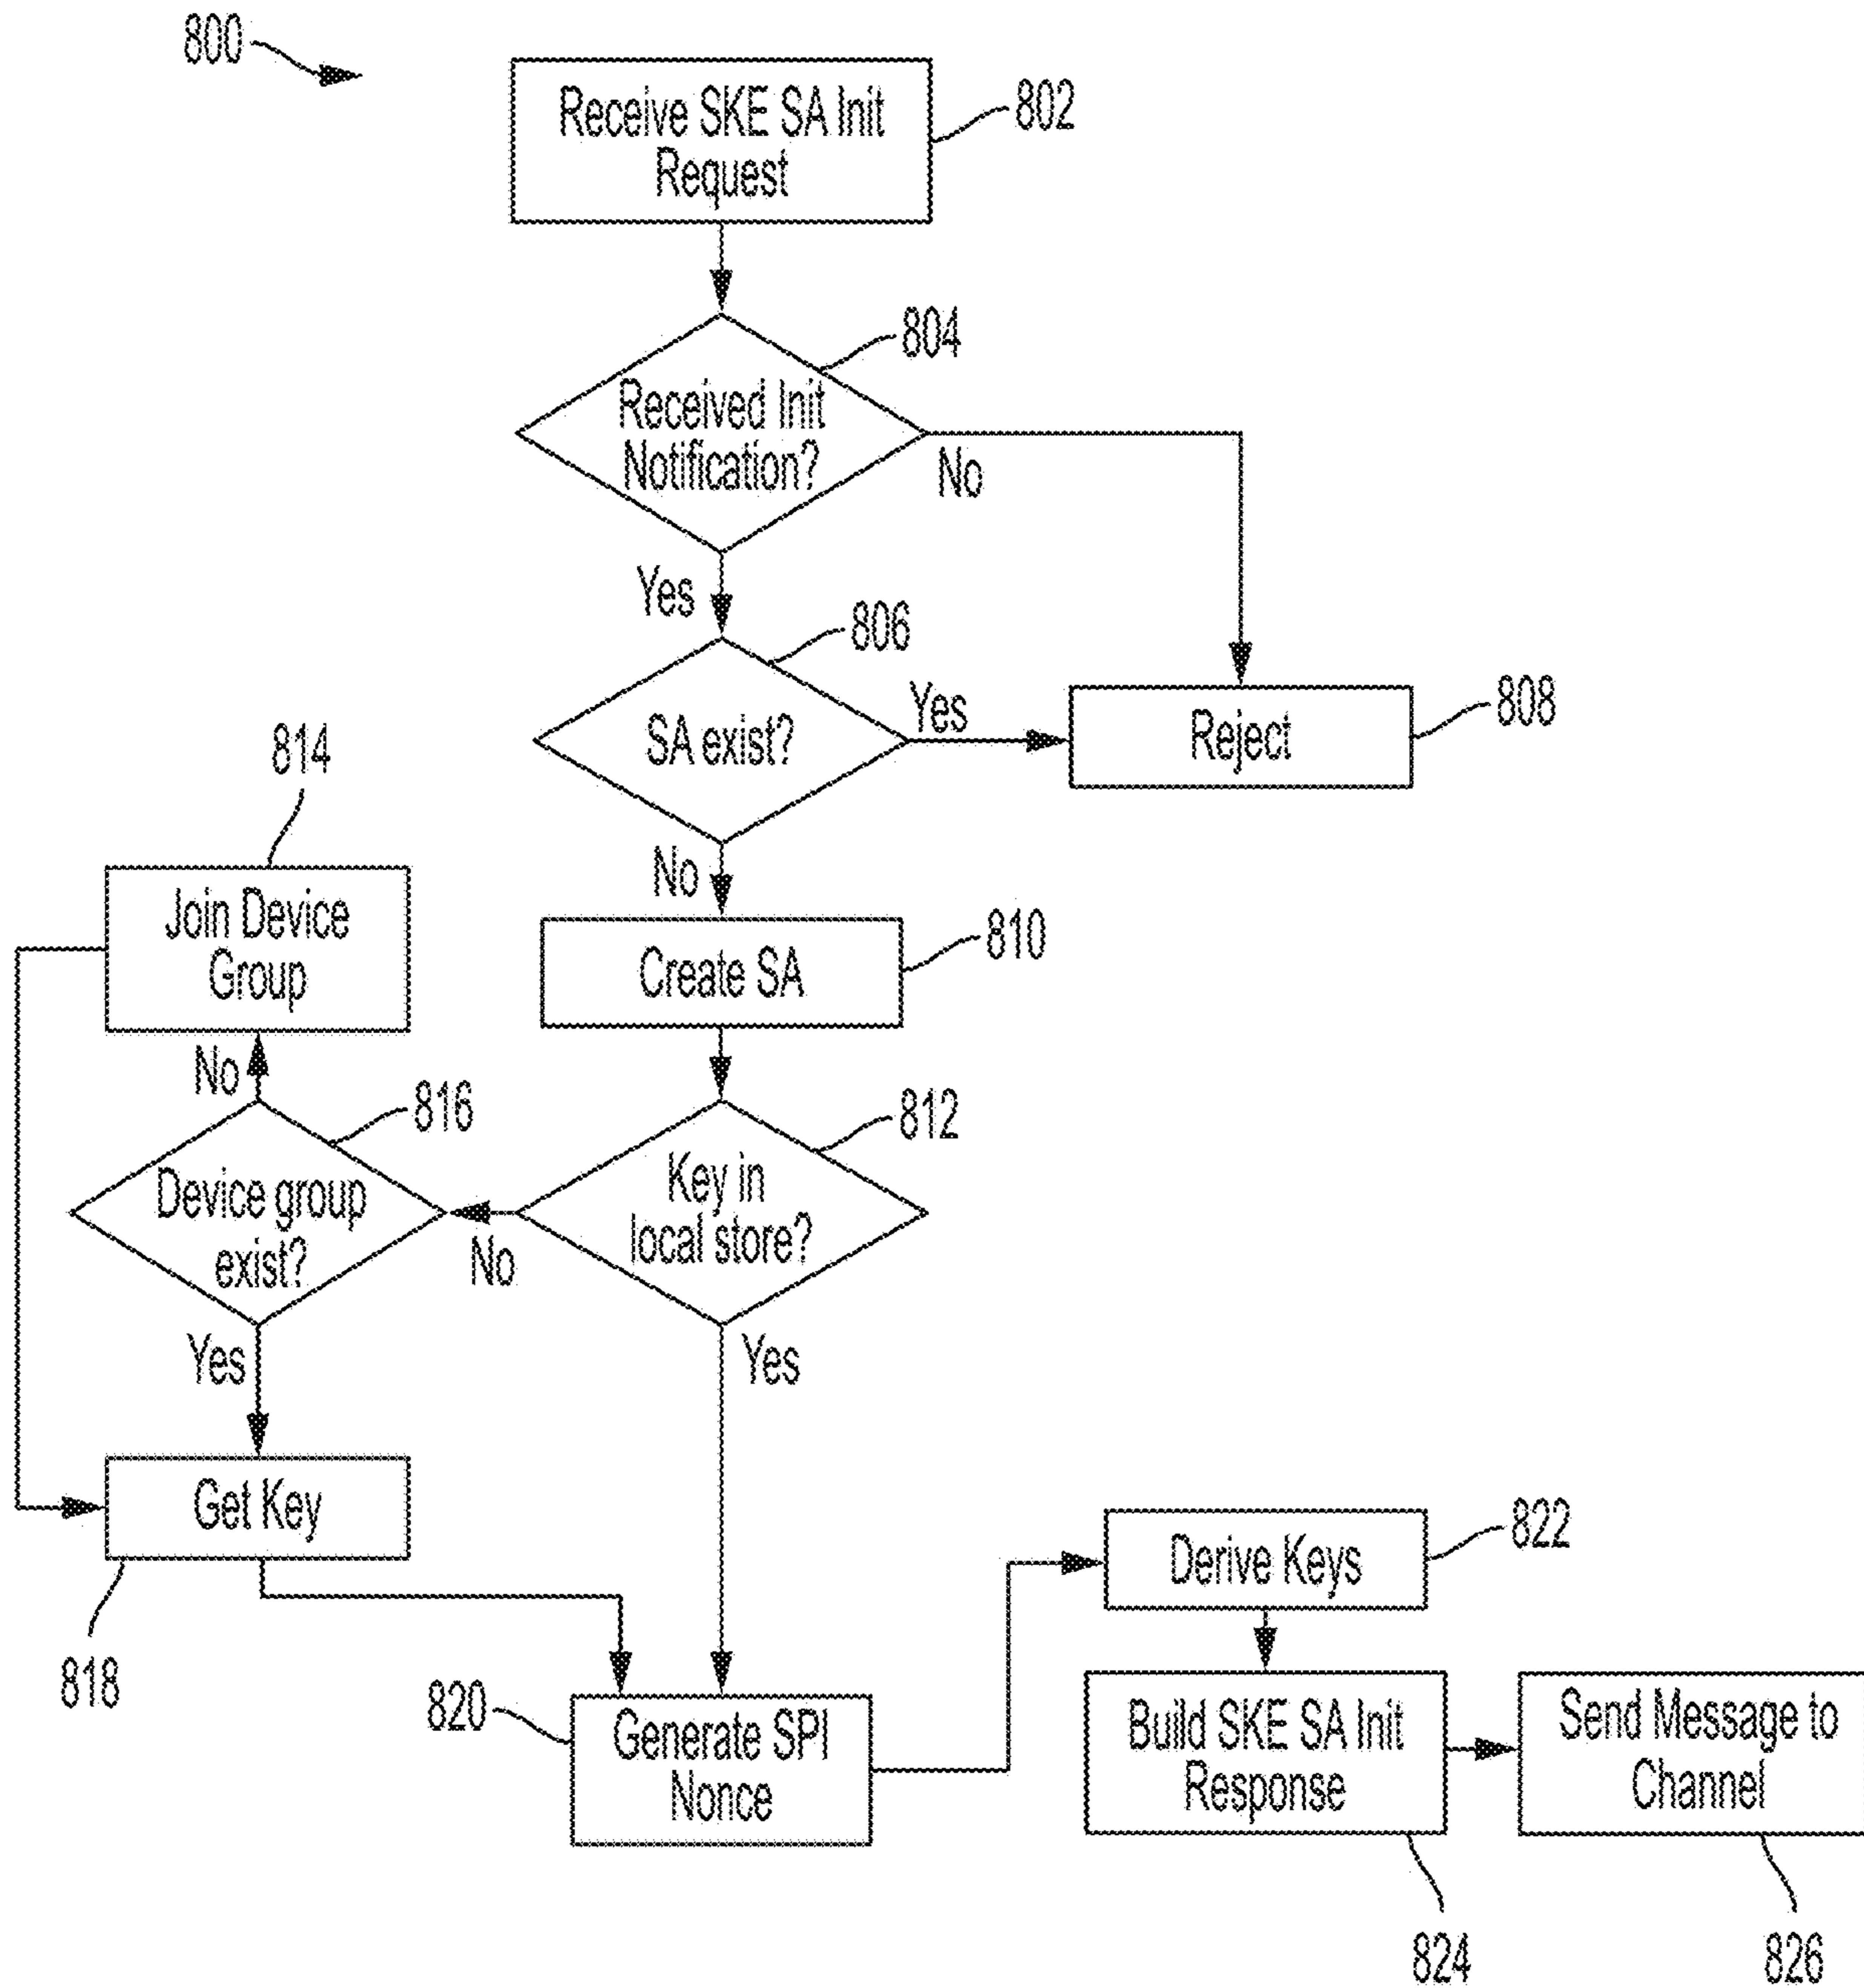 800
Receive SKE SA Init
Request
802
804
Received Init
Notification?
No
Yes
806
SA exist?
Yes
Reject
808
814
No
Join Device
Group
810
Create SA
No
816
812
Device group
exist?
No
Key in
local store?
Yes
Yes
Get Key
818
822
Derive Keys
820
Generate SPI
Nonce
Build SKE SA Init
Response
Send Message to
Channel
824
826